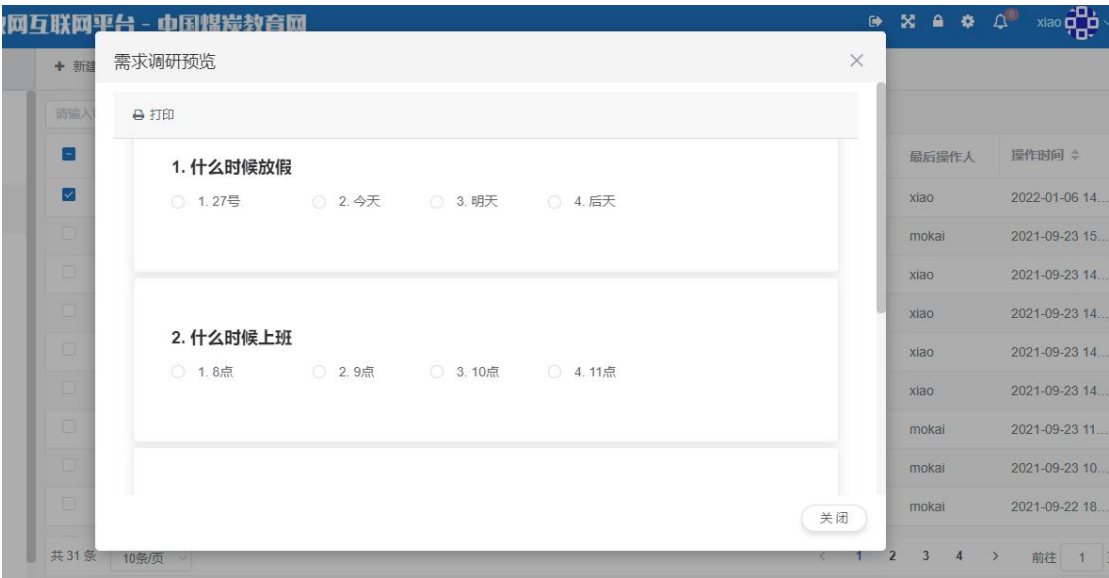 网互联网平台 - 中国煤炭教育网
xiao
需求调研预览
+ 新建
请输入
打印
1. 什么时候放假
1. 27号 2. 今天 3. 明天 4. 后天
2. 什么时候上班
1. 8点 2. 9点 3. 10点 4. 11点
关闭
最后操作人 操作时间
xiao 2022-01-06 14...
mokai 2021-09-23 15...
xiao 2021-09-23 14...
xiao 2021-09-23 14...
xiao 2021-09-23 14...
xiao 2021-09-23 14...
mokai 2021-09-23 11...
mokai 2021-09-23 10...
mokai 2021-09-22 18...
共 31 条 10条/页 < 1 2 3 4 > 前往 1